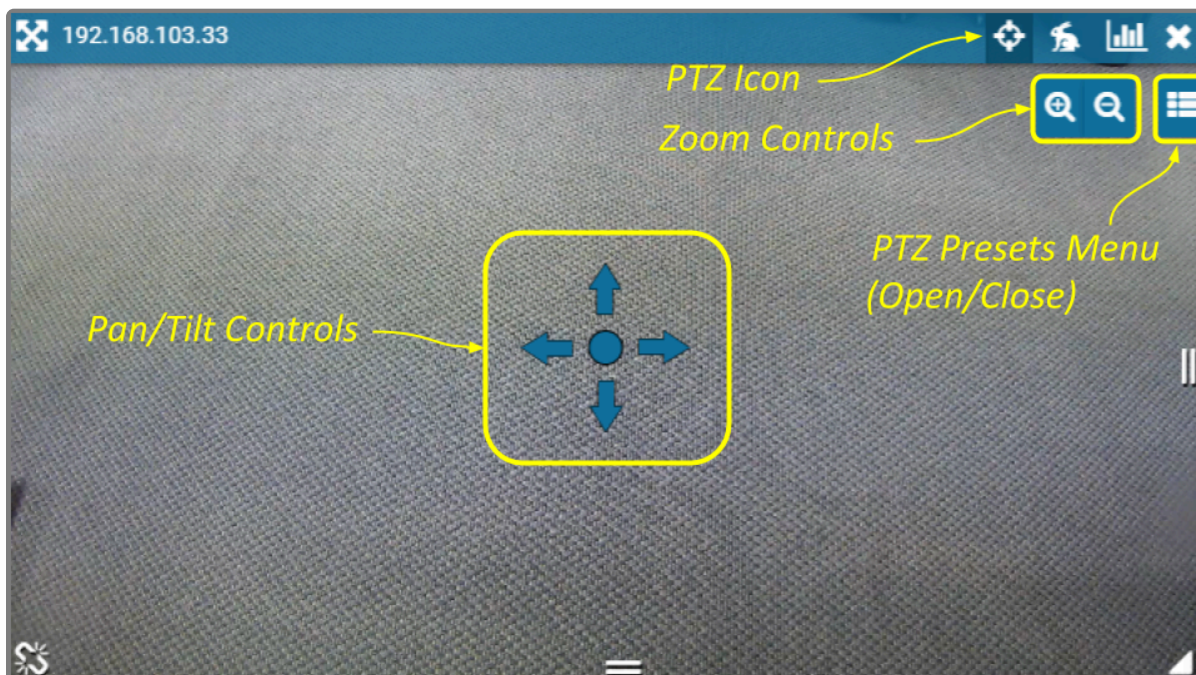 192.168.103.33
PTZ Icon
Zoom Controls
PTZ Presets Menu
(Open/Close)
Pan/Tilt Controls